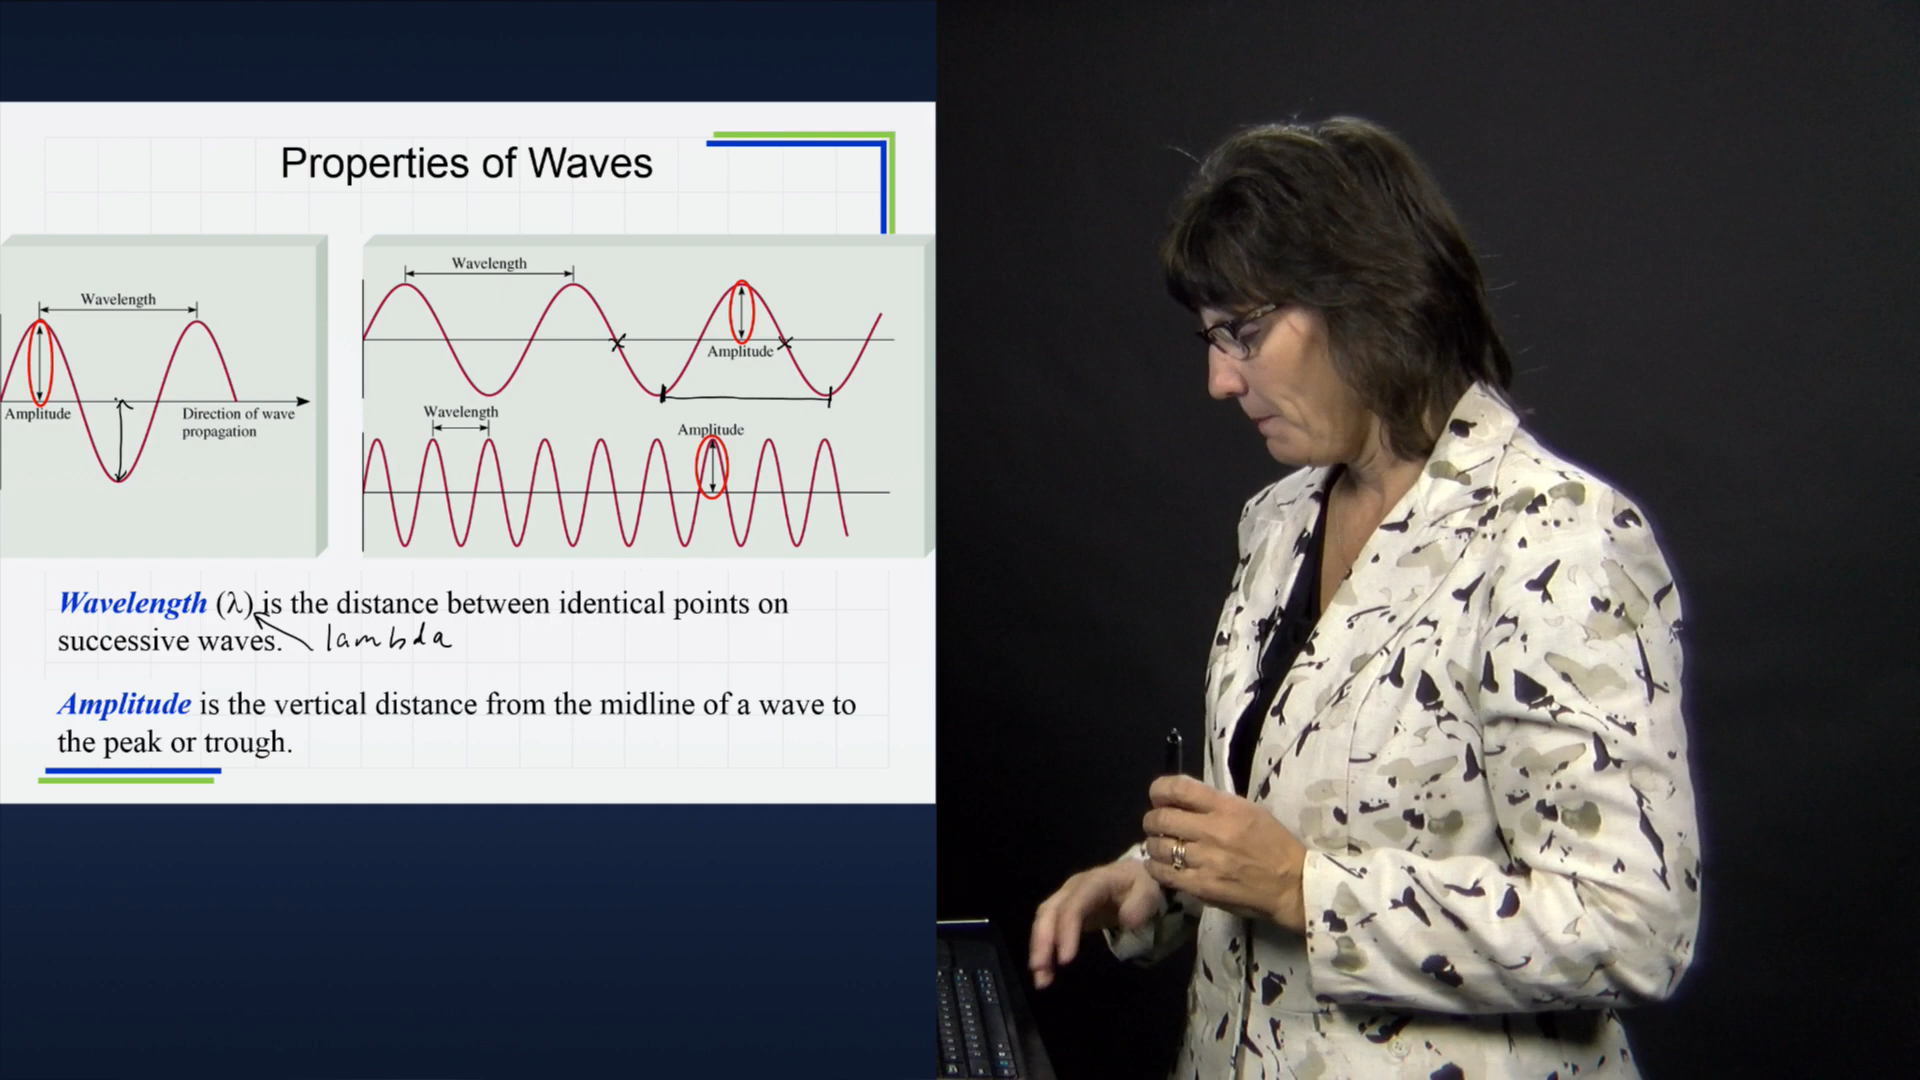 Properties of Waves
Wavelength
Amplitude
Direction of wave
propagation
Wavelength
Amplitude
Wavelength
Amplitude
Wavelength (λ) is the distance between identical points on
successive waves. lambda
Amplitude is the vertical distance from the midline of a wave to
the peak or trough.